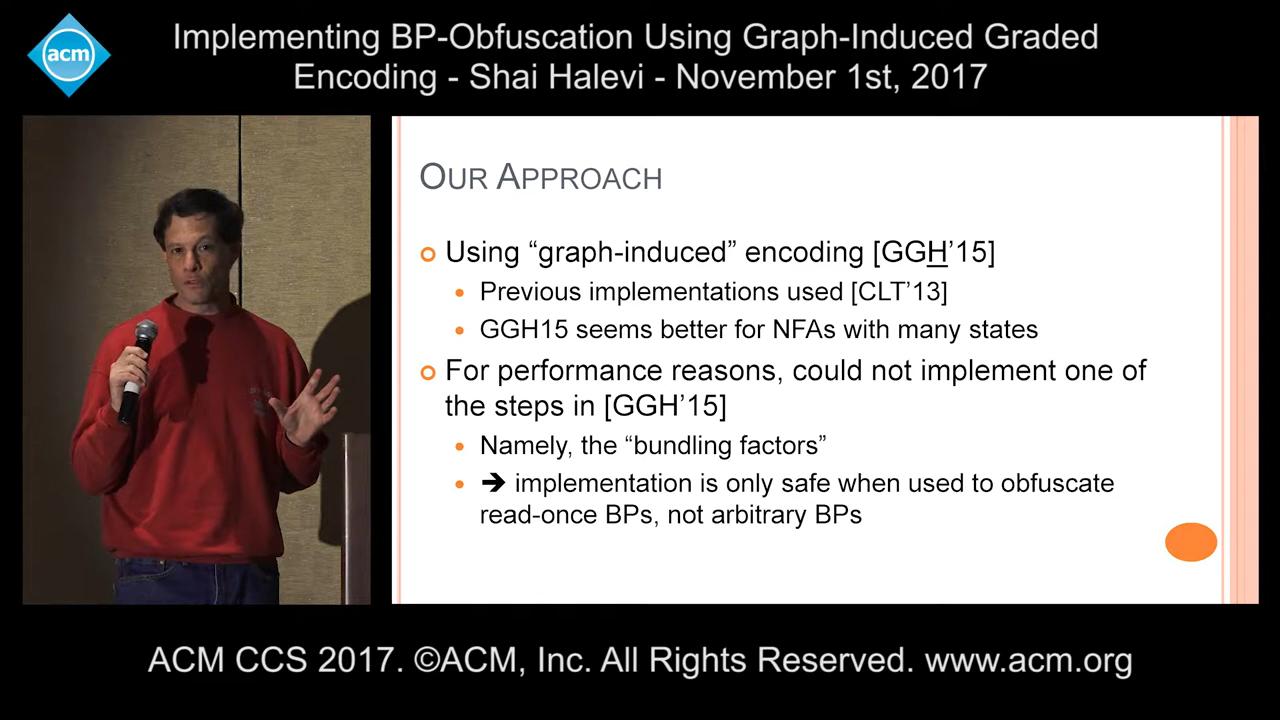 acm
Implementing BP-Obfuscation Using Graph-Induced Graded
Encoding - Shai Halevi - November 1st, 2017
OUR APPROACH
Using “graph-induced” encoding [GGH’15]
Previous implementations used [CLT’13]
GGH15 seems better for NFAs with many states
For performance reasons, could not implement one of
the steps in [GGH’15]
Namely, the “bundling factors”
➔ implementation is only safe when used to obfuscate
read-once BPs, not arbitrary BPs
ACM CCS 2017. ©ACM, Inc. All Rights Reserved. www.acm.org